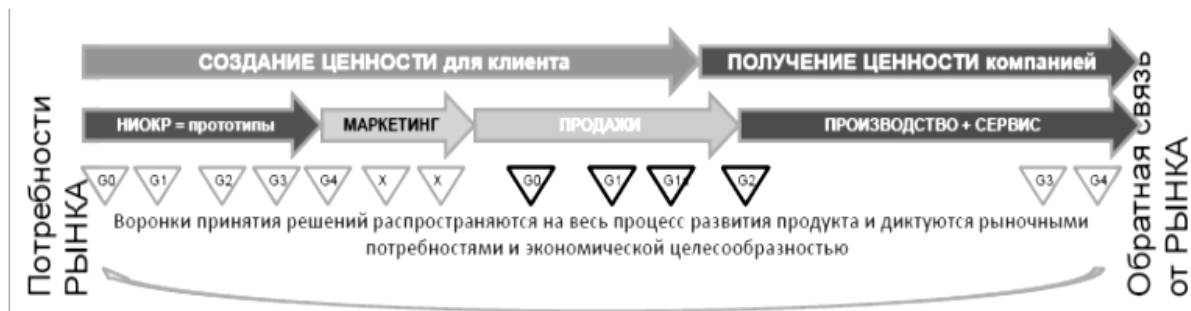 СОЗДАНИЕ ЦЕННОСТИ для клиента
ПОЛУЧЕНИЕ ЦЕННОСТИ компанией
НИОКР = прототипы
МАРКЕТИНГ
ПРОДАЖИ
ПРОИЗВОДСТВО + СЕРВИС
G0 G1 G2 G3 G4 X X G0 G1 G15 G2 G3 G4
Воронки принятия решений распространяются на весь процесс развития продукта и диктуются рыночными
потребностями и экономической целесообразностью
Потребности
РЫНКА
Обратная связь
от РЫНКА